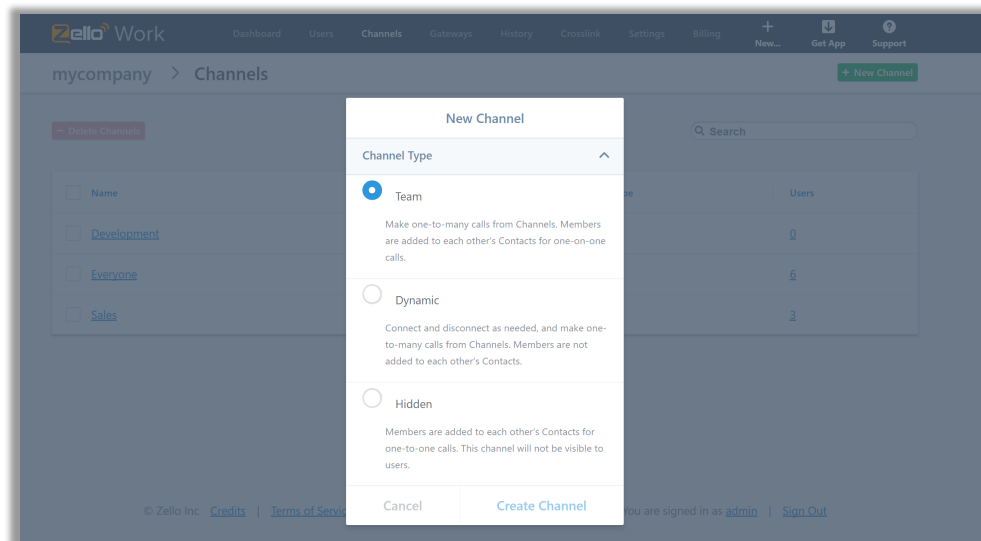 Zello Work
Dashboard Users Channels Gateways History Crosslink Settings Billing New... Get App Support
mycompany > Channels
+ New Channel
New Channel
− Delete Channels
Search
Channel Type
Name
Users
Team
Make one-to-many calls from Channels. Members
are added to each other's Contacts for one-on-one
calls.
Development
0
Everyone
6
Dynamic
Sales
3
Connect and disconnect as needed, and make one-
to-many calls from Channels. Members are not
added to each other's Contacts.
Hidden
Members are added to each other's Contacts for
one-to-one calls. This channel will not be visible to
users.
Cancel
Create Channel
© Zello Inc. Credits | Terms of
You are signed in as admin | Sign Out